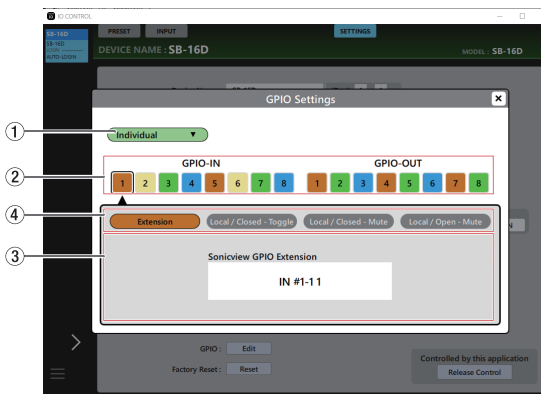 IO CONTROL
SB-16D
SB-16D
AUTO-LOGIN
PRESET INPUT SETTINGS
DEVICE NAME : SB-16D MODEL : SB-16D
GPIO Settings
1
Individual ▼
GPIO-IN GPIO-OUT
2
1 2 3 4 5 6 7 8 1 2 3 4 5 6 7 8
4
Extension Local / Closed - Toggle Local / Closed - Mute Local / Open - Mute
3
Sonicview GPIO Extension
IN #1-11
GPIO : Edit
Factory Reset : Reset
Controlled by this application
Release Control